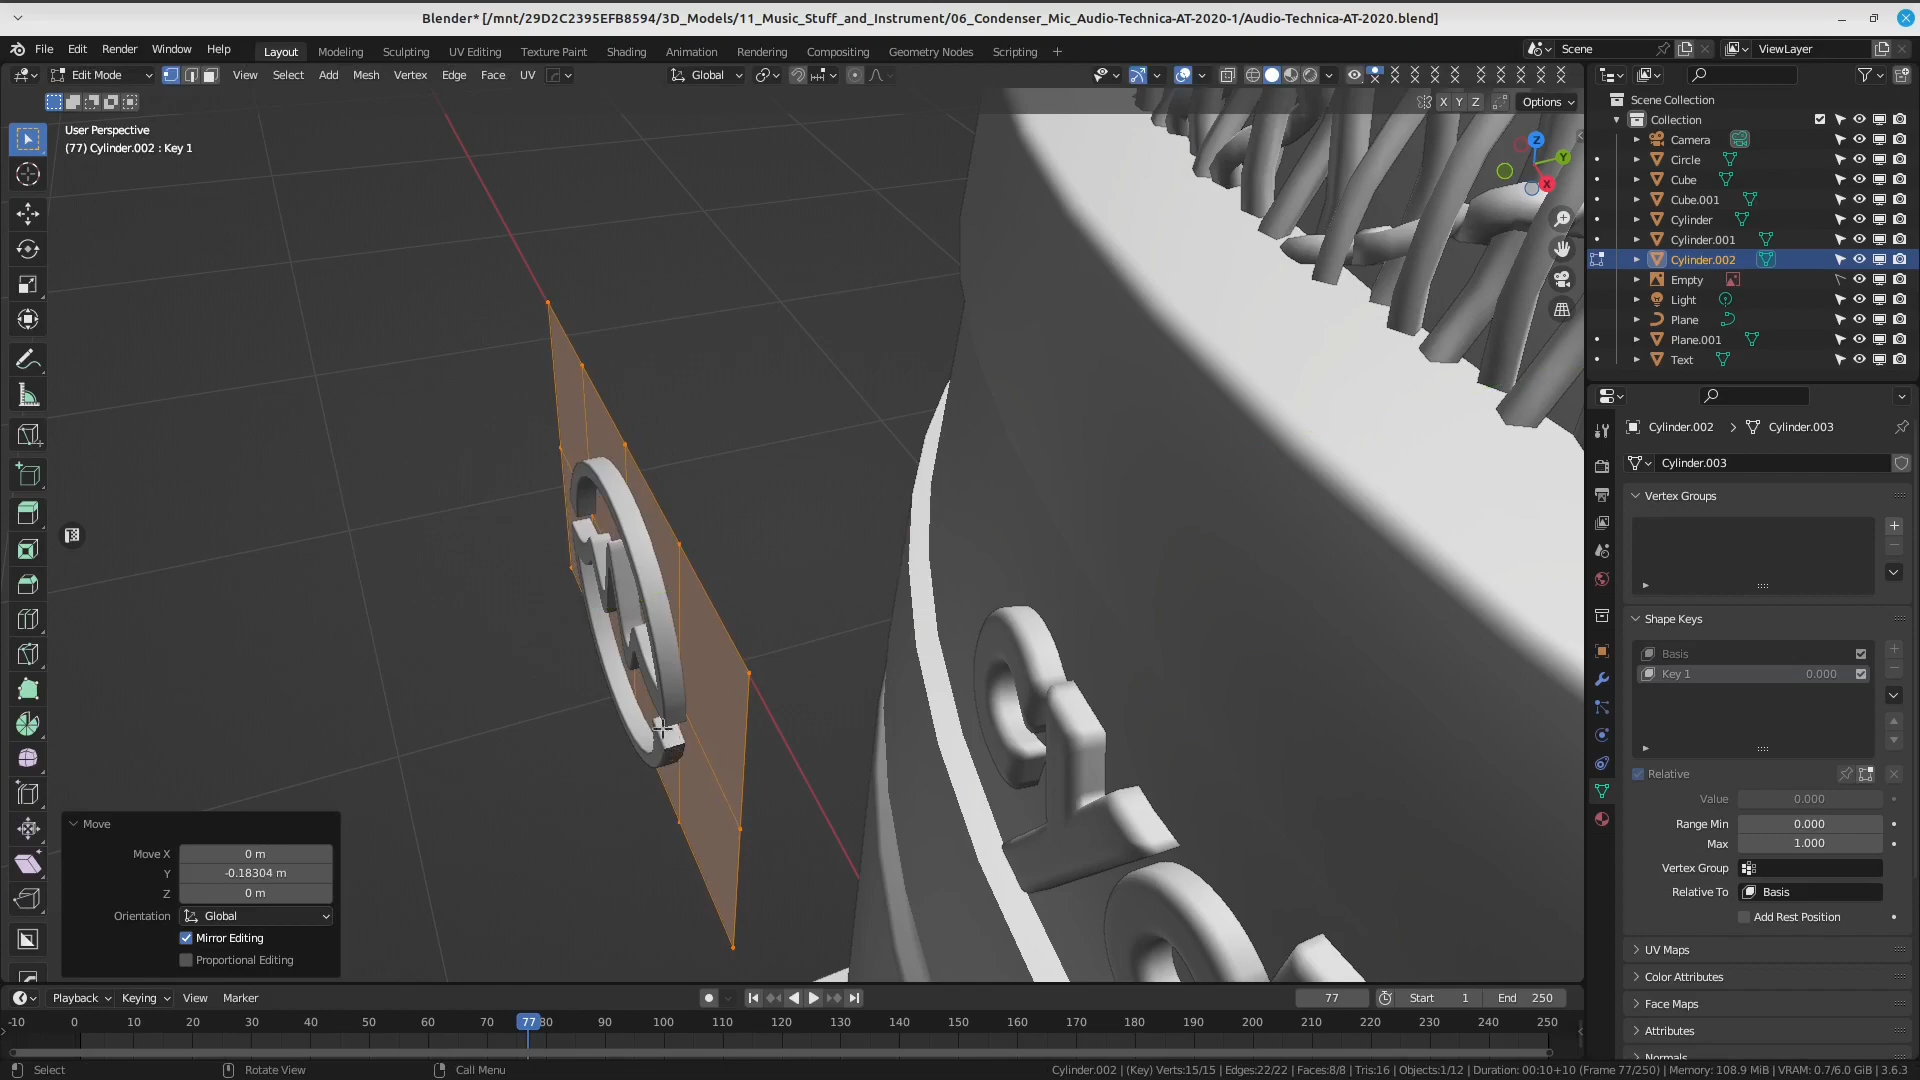 Blender* [/mnt/29D2C2395EFB8594/3D_Models/11_Music_Stuff_and_Instrument/06_Condenser_Mic_Audio-Technica-AT-2020-1/Audio-Technica-AT-2020.blend]
File Edit Render Window Help Layout Modeling Sculpting UV Editing Texture Paint Shading Animation Rendering Compositing Geometry Nodes Scripting + Scene ViewLayer
Edit Mode View Select Add Mesh Vertex Edge Face UV Global
X Y Z Options
User Perspective
(77) Cylinder.002 : Key 1
Z
Y
X
Scene Collection
Collection
Camera
Circle
Cube
Cube.001
Cylinder
Cylinder.001
Cylinder.002
Empty
Light
Plane
Plane.001
Text
Cylinder.002 > Cylinder.003
Cylinder.003
Vertex Groups
Shape Keys
Basis
Key 1 0.000
Relative
Value 0.000
Range Min 0.000
Max 1.000
Vertex Group
Relative To Basis
Add Rest Position
UV Maps
Color Attributes
Face Maps
Attributes
Normals
Move
Move X 0 m
Y -0.18304 m
Z 0 m
Orientation Global
Mirror Editing
Proportional Editing
Playback Keying View Marker 77 Start 1 End 250
-10 0 10 20 30 40 50 60 70 77 80 90 100 110 120 130 140 150 160 170 180 190 200 210 220 230 240 250
Select Rotate View Call Menu Cylinder.002 | (Key) Verts:15/15 | Edges:22/22 | Faces:8/8 | Tris:16 | Objects:1/12 | Duration: 00:10+10 (Frame 77/250) | Memory: 108.9 MiB | VRAM: 0.7/6.0 GiB | 3.6.3